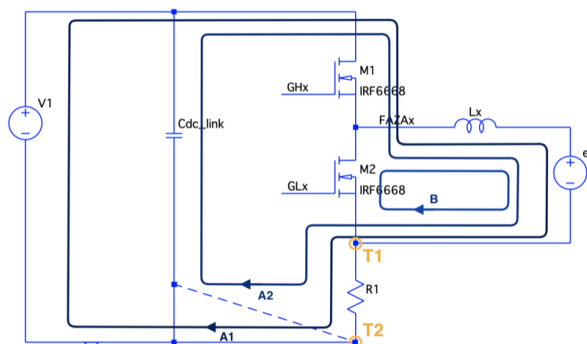 M1
GHx
IRF6668
V1
Cdc_link
FAZAx
Lx
e
M2
GLx
IRF6668
B
T1
A2
R1
A1
T2